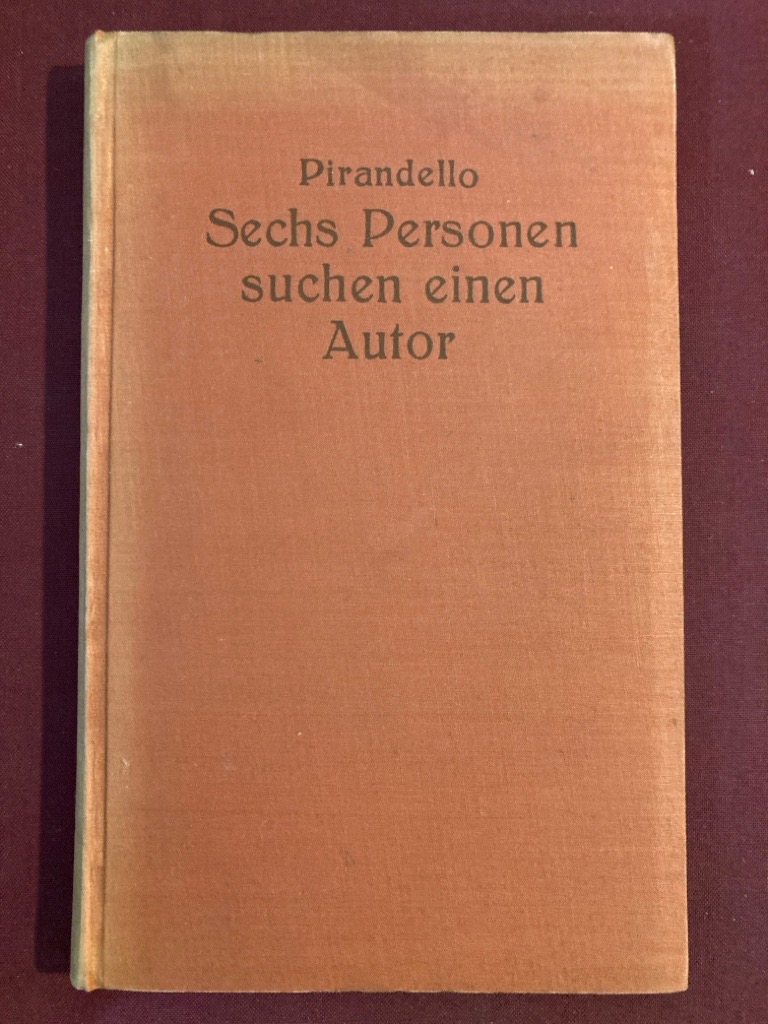 Pirandello
Sechs Personen
suchen einen
Autor